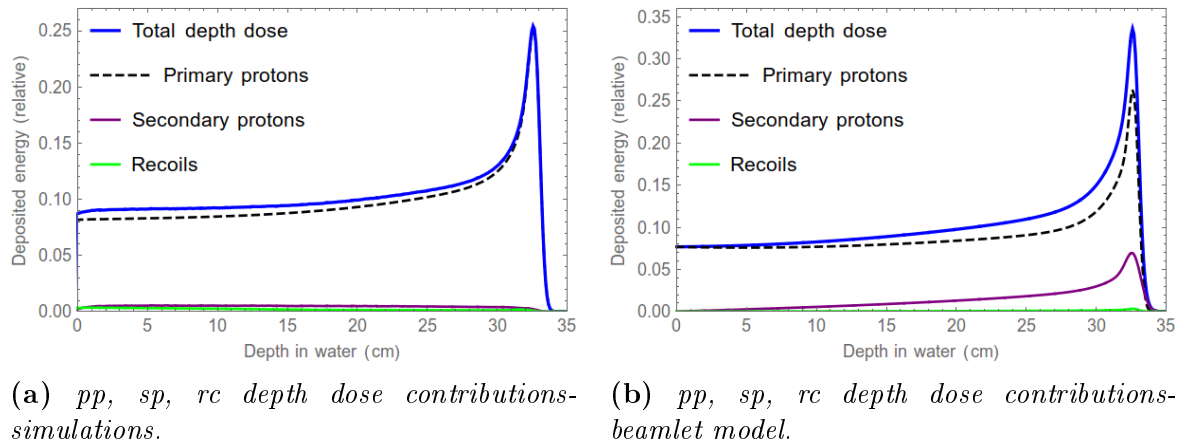 0.25
0.20
0.15
0.10
0.05
0.00
Deposited energy (relative)
Total depth dose
Primary protons
Secondary protons
Recoils
0 5 10 15 20 25 30 35
Depth in water (cm)
(a) pp, sp, rc depth dose contributions-
simulations.
0.35
0.30
0.25
0.20
0.15
0.10
0.05
0.00
Deposited energy (relative)
Total depth dose
Primary protons
Secondary protons
Recoils
0 5 10 15 20 25 30 35
Depth in water (cm)
(b) pp, sp, rc depth dose contributions-
beamlet model.